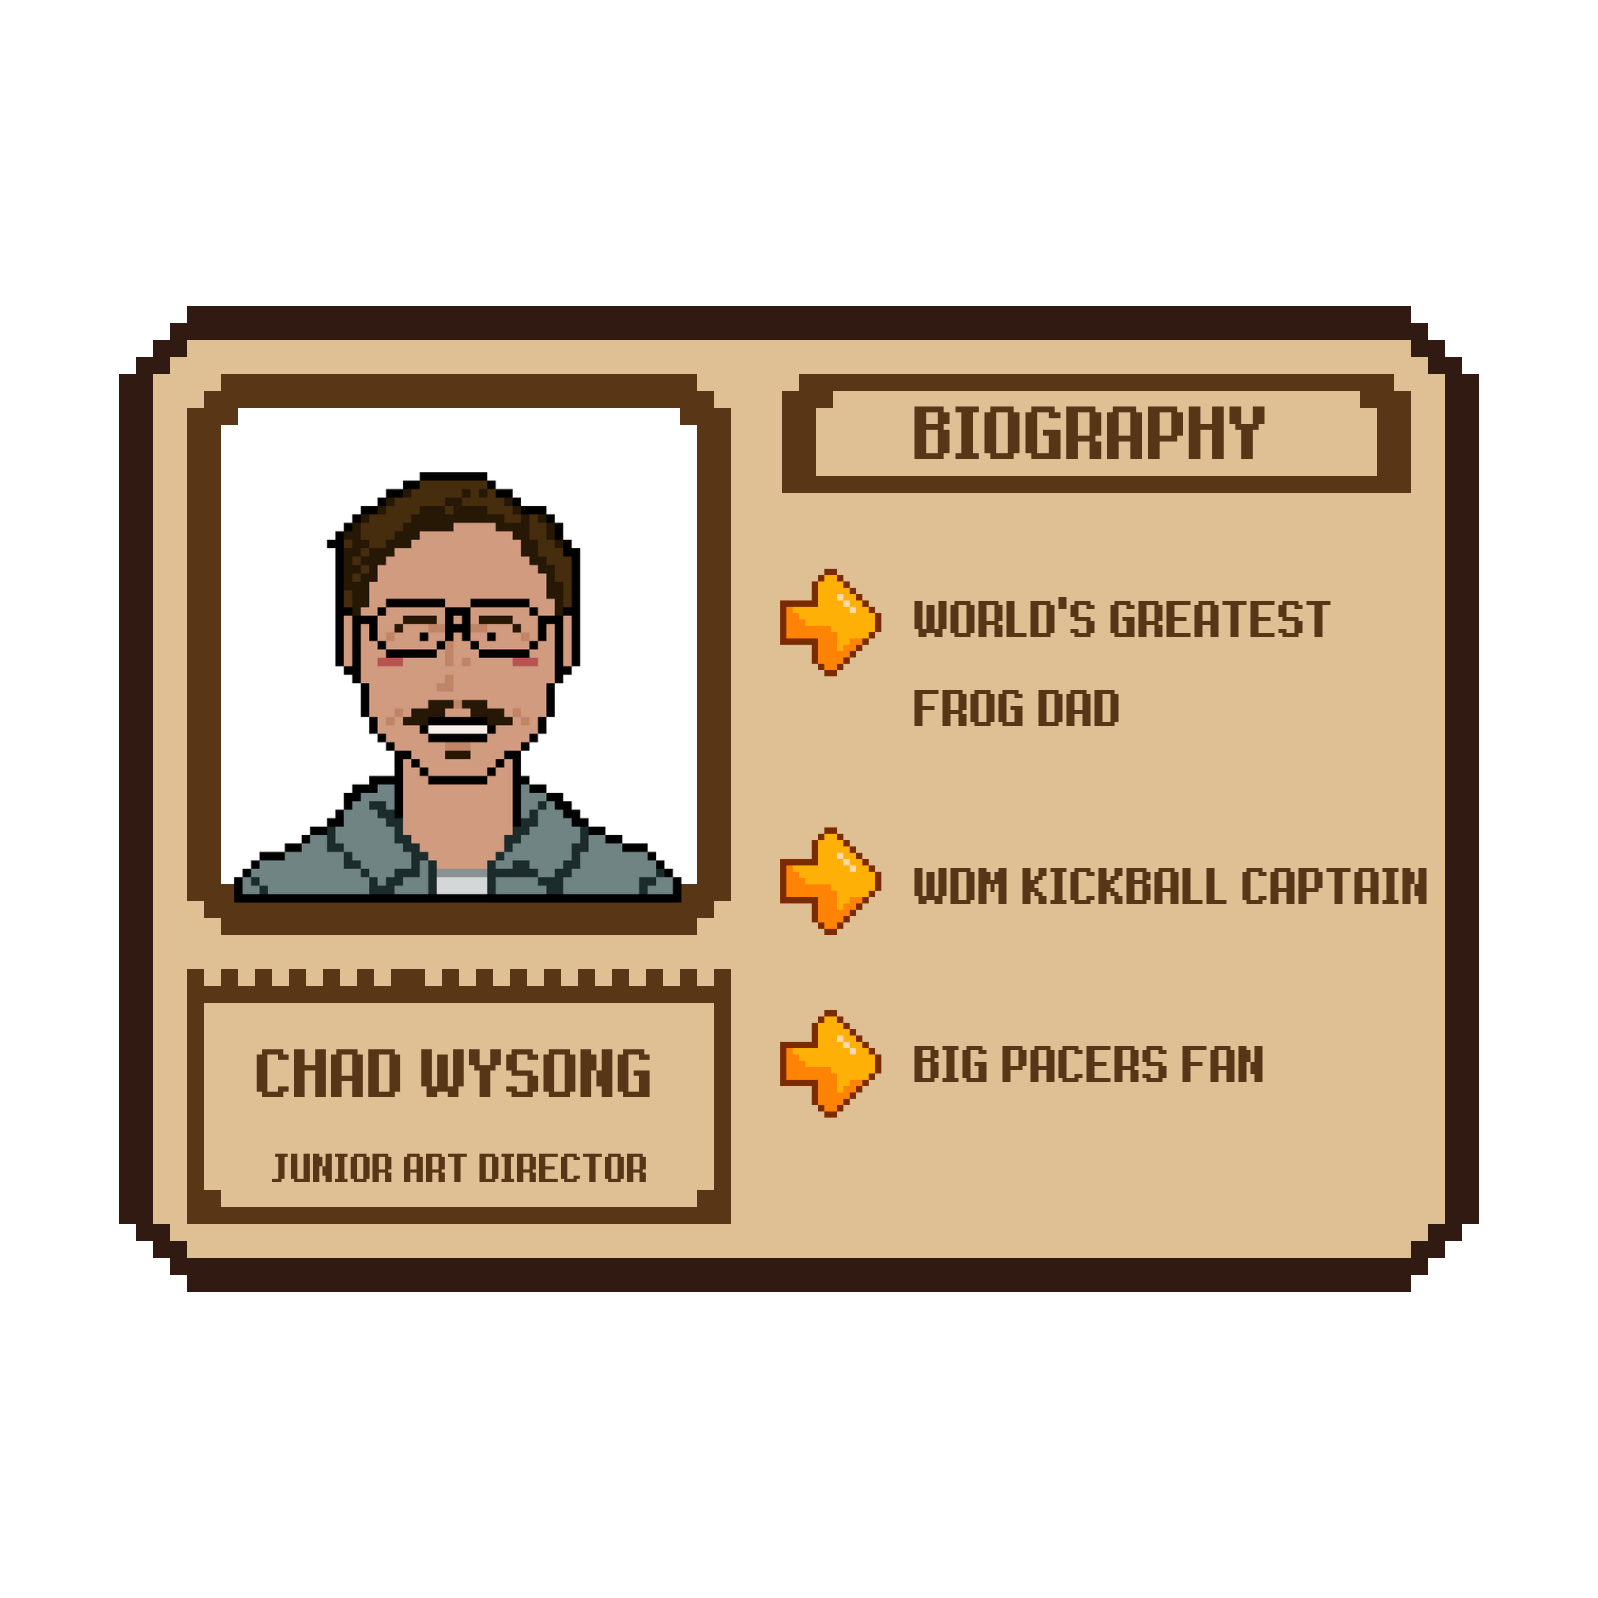 BIOGRAPHY
WORLD'S GREATEST
FROG DAD
WDM KICKBALL CAPTAIN
BIG PACERS FAN
CHAD WYSONG
JUNIOR ART DIRECTOR